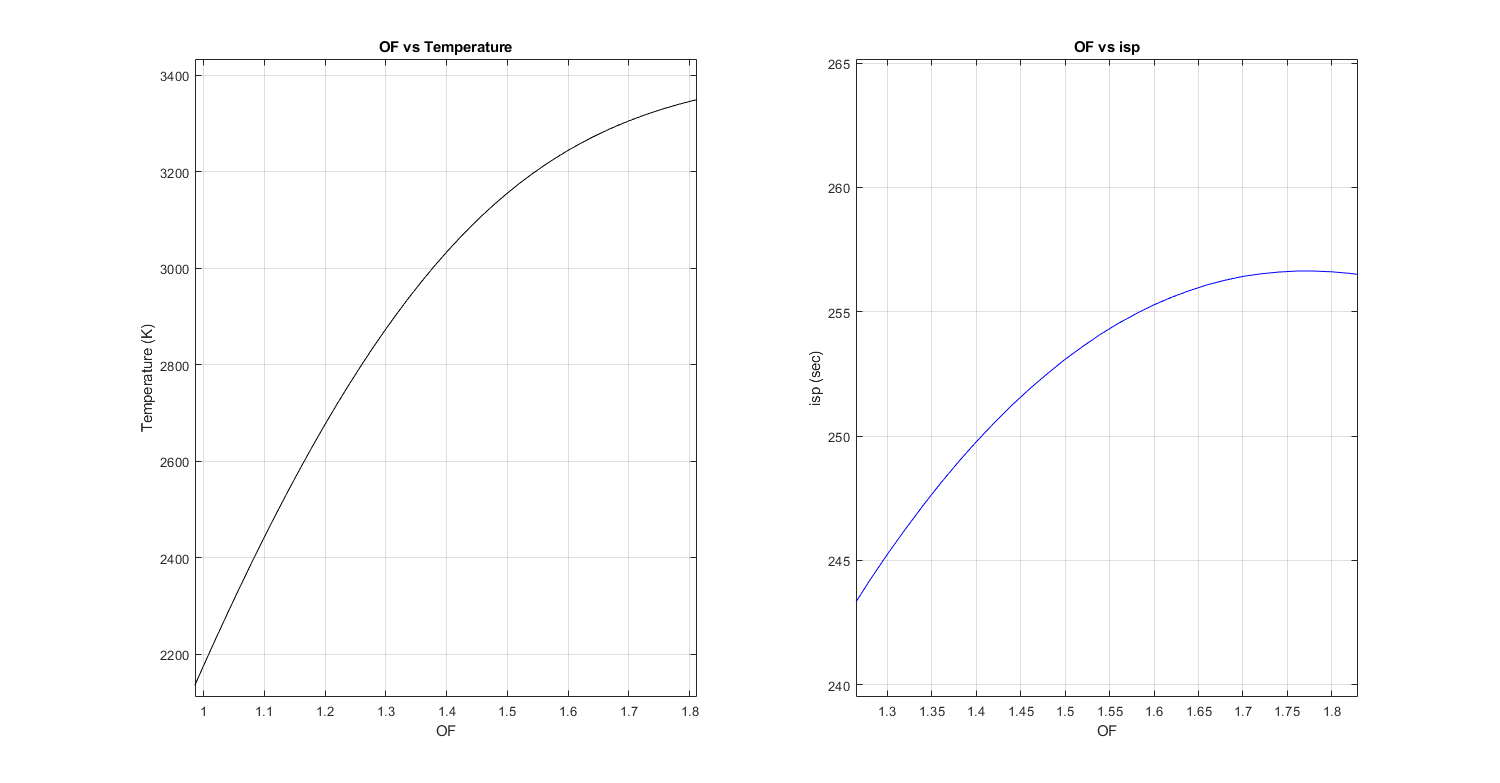 OF vs Temperature
3400
3200
3000
2800
2600
2400
2200
Temperature (K)
1 1.1 1.2 1.3 1.4 1.5 1.6 1.7 1.8
OF
OF vs isp
265
260
255
250
245
240
isp (sec)
1.3 1.35 1.4 1.45 1.5 1.55 1.6 1.65 1.7 1.75 1.8
OF